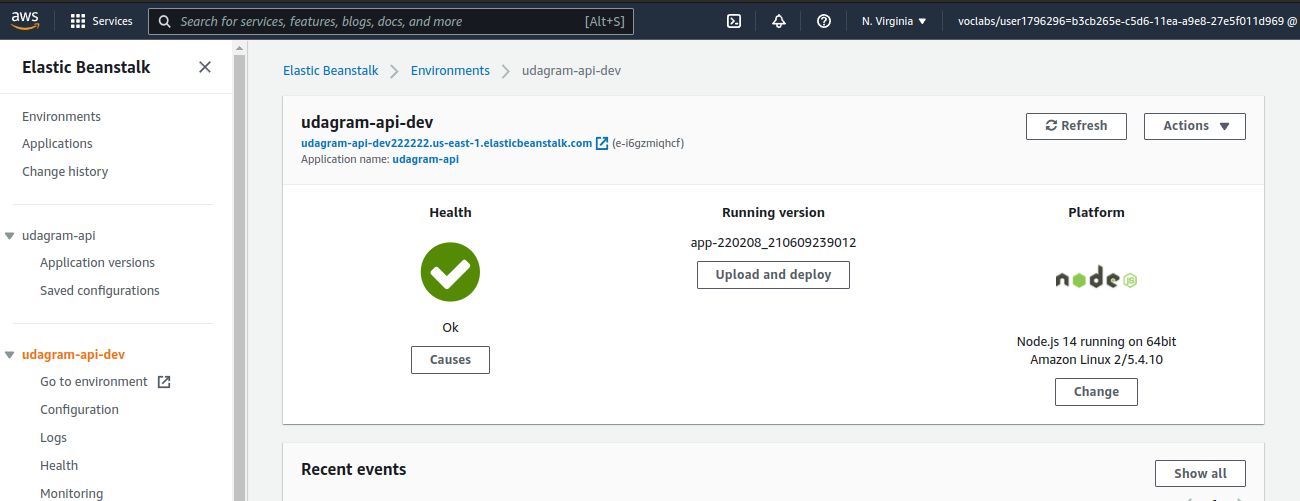 aws Services Search for services, features, blogs, docs, and more [Alt+S] N. Virginia voclabs/user1796296=b3cb265e-c5d6-11ea-a9e8-27e5f011d969 @
Elastic Beanstalk
Environments
Applications
Change history
udagram-api
Application versions
Saved configurations
udagram-api-dev
Go to environment
Configuration
Logs
Health
Monitoring
Elastic Beanstalk Environments udagram-api-dev
udagram-api-dev
udagram-api-dev222222.us-east-1.elasticbeanstalk.com (e-i6gzmiqhcf)
Application name: udagram-api
Refresh Actions
Health
Ok
Causes
Running version
app-220208_210609239012
Upload and deploy
Platform
node JS
Node.js 14 running on 64bit
Amazon Linux 2/5.4.10
Change
Recent events
Show all